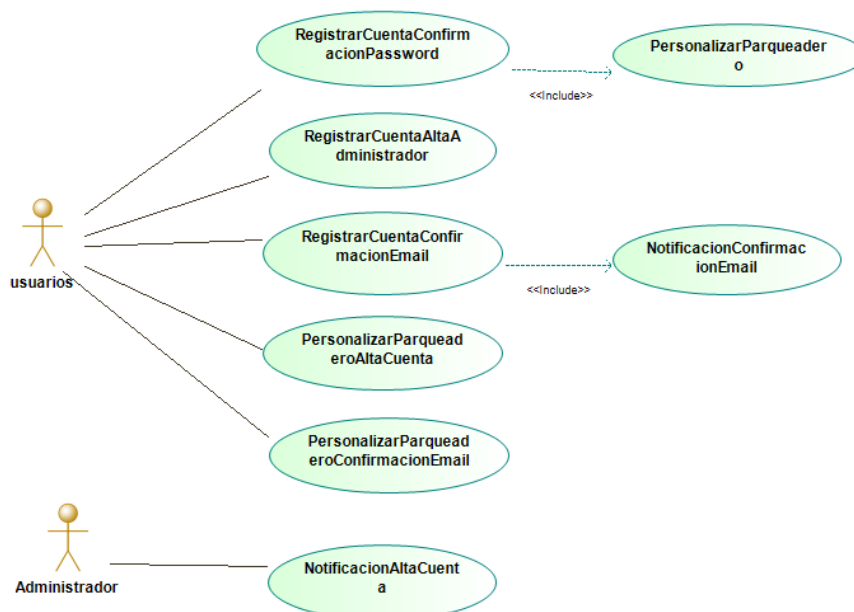 RegistrarCuentaConfirm
acionPassword
PersonalizarParqueader
o
<<Include>>
RegistrarCuentaAltaA
dministrador
RegistrarCuentaConfir
macionEmail
NotificacionConfirmac
ionEmail
<<Include>>
usuarios
PersonalizarParquead
eroAltaCuenta
PersonalizarParquead
eroConfirmacionEmail
Administrador
NotificacionAltaCuent
a